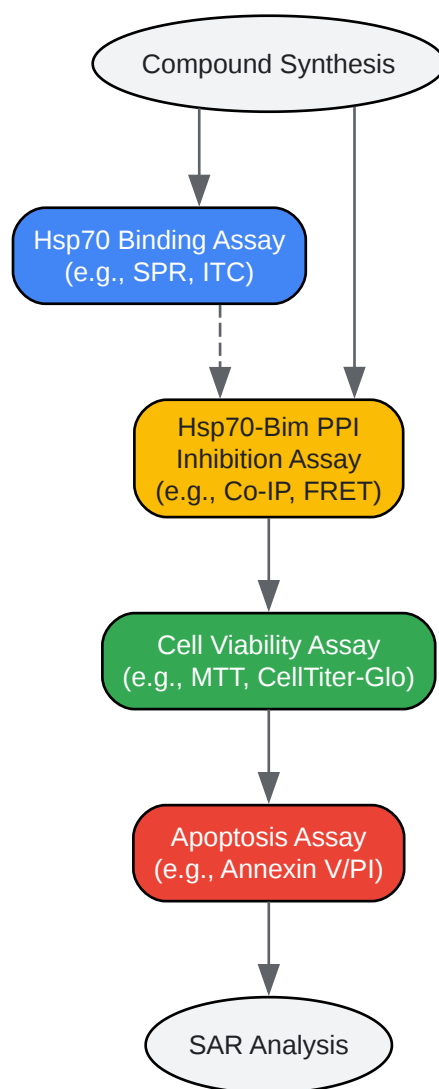 Compound Synthesis
Hsp70 Binding Assay
(e.g., SPR, ITC)
Hsp70-Bim PPI
Inhibition Assay
(e.g., Co-IP, FRET)
Cell Viability Assay
(e.g., MTT, CellTiter-Glo)
Apoptosis Assay
(e.g., Annexin V/PI)
SAR Analysis